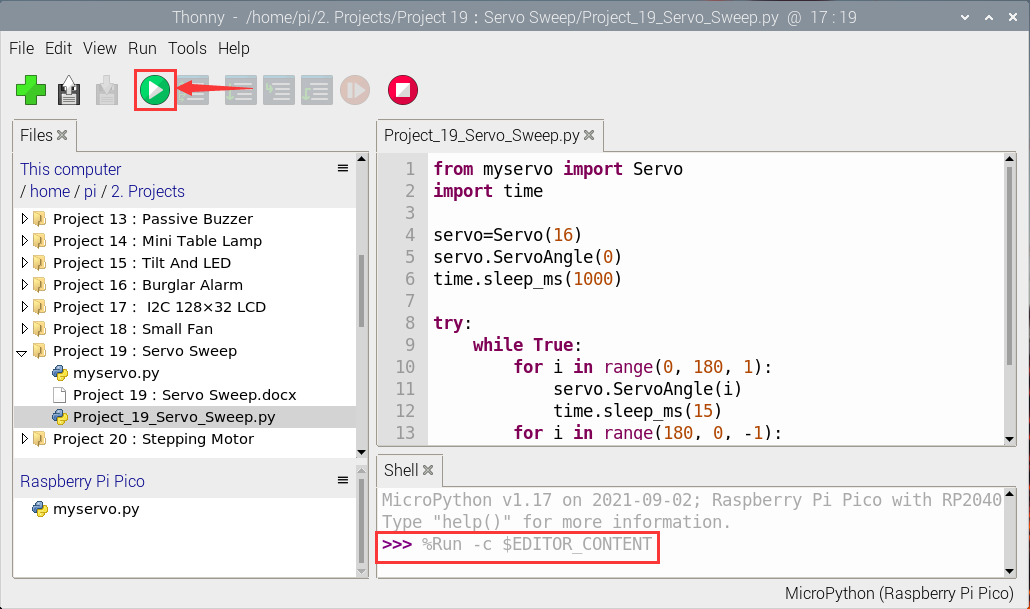 Thonny - /home/pi/2. Projects/Project 19 : Servo Sweep/Project_19_Servo_Sweep.py @ 17 : 19
File Edit View Run Tools Help
Files
This computer
/ home / pi / 2. Projects
Project 13 : Passive Buzzer
Project 14 : Mini Table Lamp
Project 15 : Tilt And LED
Project 16 : Burglar Alarm
Project 17 : I2C 128×32 LCD
Project 18 : Small Fan
Project 19 : Servo Sweep
myservo.py
Project 19 : Servo Sweep.docx
Project_19_Servo_Sweep.py
Project 20 : Stepping Motor
Raspberry Pi Pico
myservo.py
Project_19_Servo_Sweep.py
1 from myservo import Servo
2 import time
3
4 servo=Servo(16)
5 servo.ServoAngle(0)
6 time.sleep_ms(1000)
7
8 try:
9     while True:
10         for i in range(0, 180, 1):
11             servo.ServoAngle(i)
12             time.sleep_ms(15)
13         for i in range(180, 0, -1):
Shell
MicroPython v1.17 on 2021-09-02; Raspberry Pi Pico with RP2040
Type "help()" for more information.
>>> %Run -c $EDITOR_CONTENT
MicroPython (Raspberry Pi Pico)